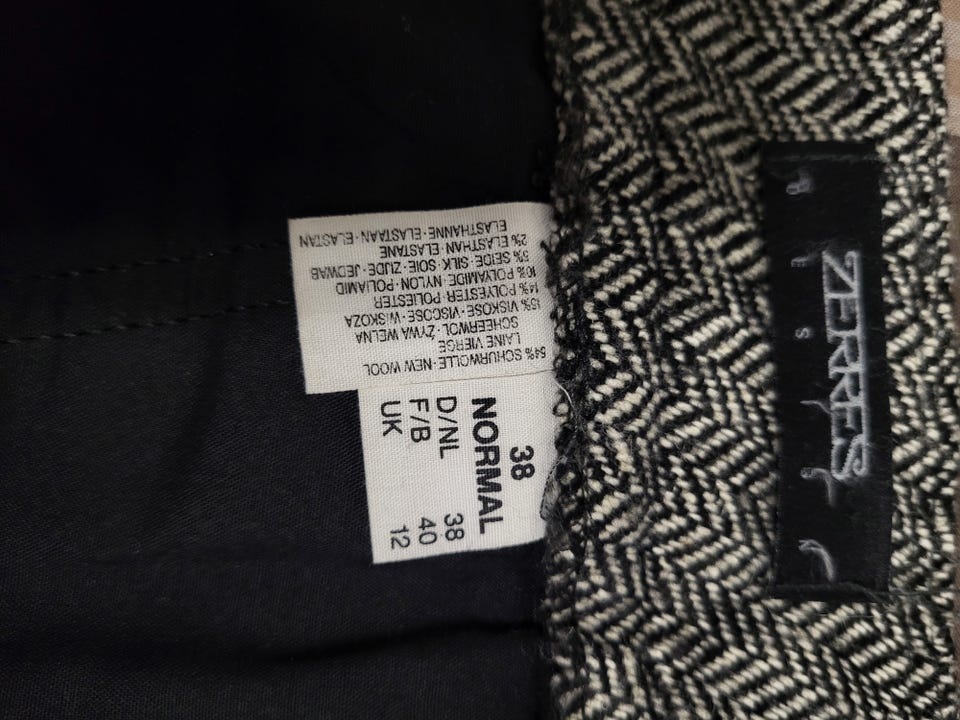 ZERRES
54% SCHURWOLLE·NEW WOOL
LAINE VIERGE
SCHEERWOL·ŻYWA WEŁNA
15% VISKOSE·VISCOSE·WISKOZA
14% POLYESTER·POLIESTER
10% POLYAMIDE·NYLON·POLIAMID
5% SEIDE·SILK·SOIE·ZIJDE·JEDWAB
2% ELASTHAN·ELASTANE
ELASTHANNE·ELASTAAN·ELASTAN
38
NORMAL
D/NL 38
F/B 40
UK 12